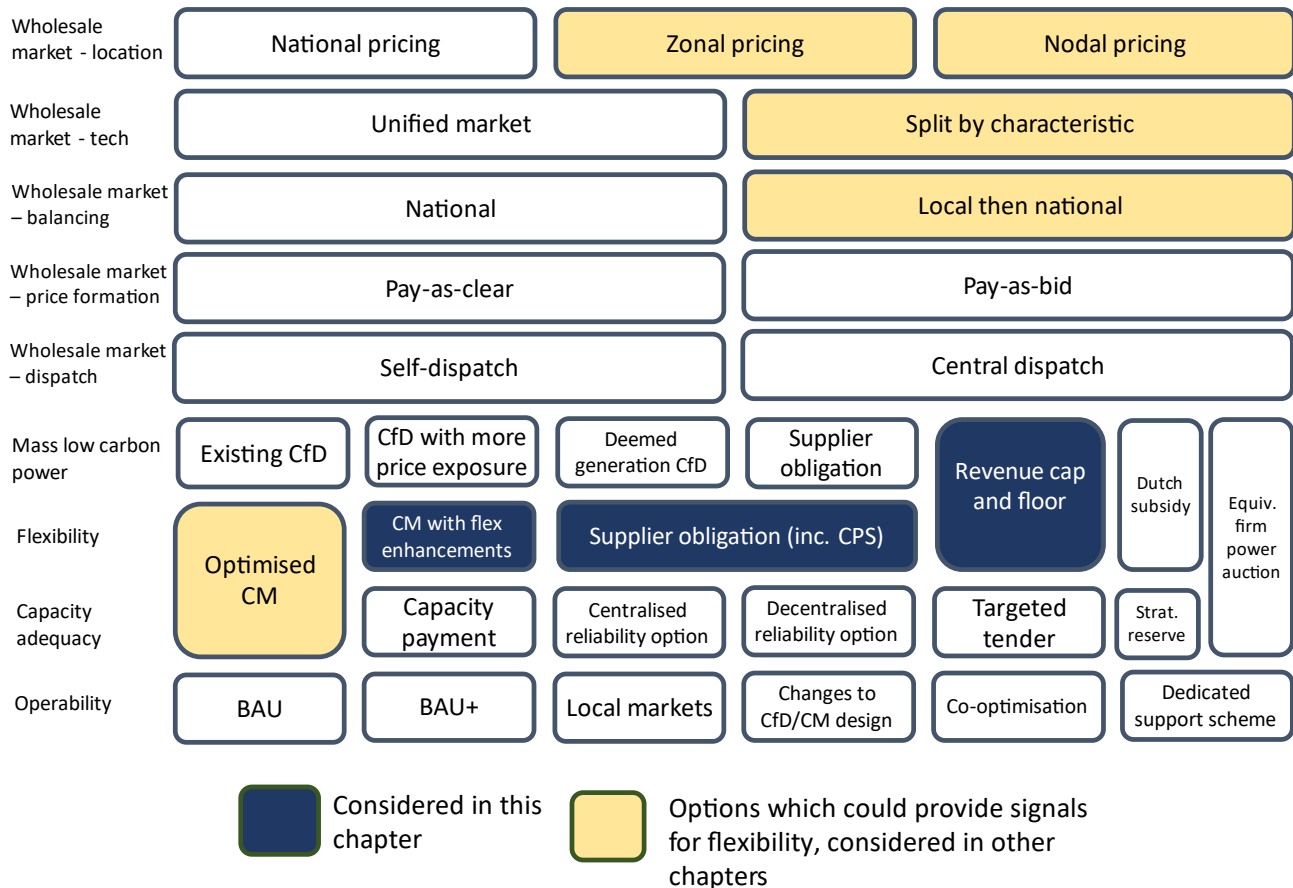 Wholesale
market - location
National pricing
Zonal pricing
Nodal pricing
Wholesale
market - tech
Unified market
Split by characteristic
Wholesale market
– balancing
National
Local then national
Wholesale market
– price formation
Pay-as-clear
Pay-as-bid
Wholesale market
– dispatch
Self-dispatch
Central dispatch
Mass low carbon
power
Existing CfD
CfD with more
price exposure
Deemed
generation CfD
Supplier
obligation
Revenue cap
and floor
Dutch
subsidy
Equiv.
firm
power
auction
Flexibility
Optimised
CM
CM with flex
enhancements
Supplier obligation (inc. CPS)
Capacity
adequacy
Capacity
payment
Centralised
reliability option
Decentralised
reliability option
Targeted
tender
Strat.
reserve
Operability
BAU
BAU+
Local markets
Changes to
CfD/CM design
Co-optimisation
Dedicated
support scheme
Considered in this
chapter
Options which could provide signals
for flexibility, considered in other
chapters